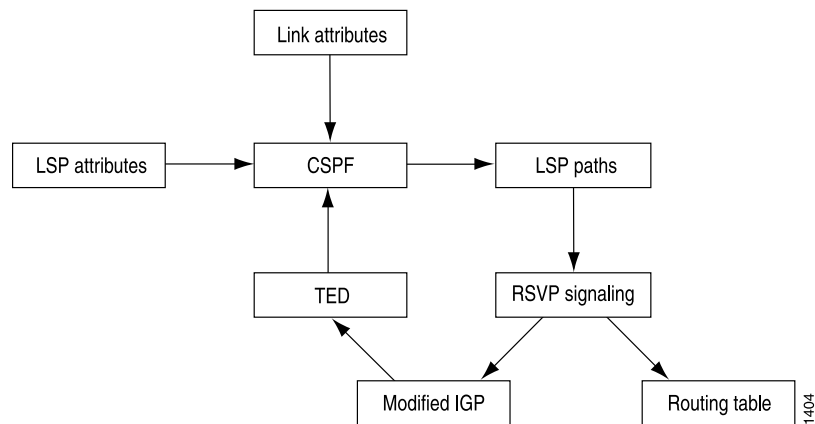 Link attributes
LSP attributes
CSPF
LSP paths
TED
RSVP signaling
Modified IGP
Routing table
1404